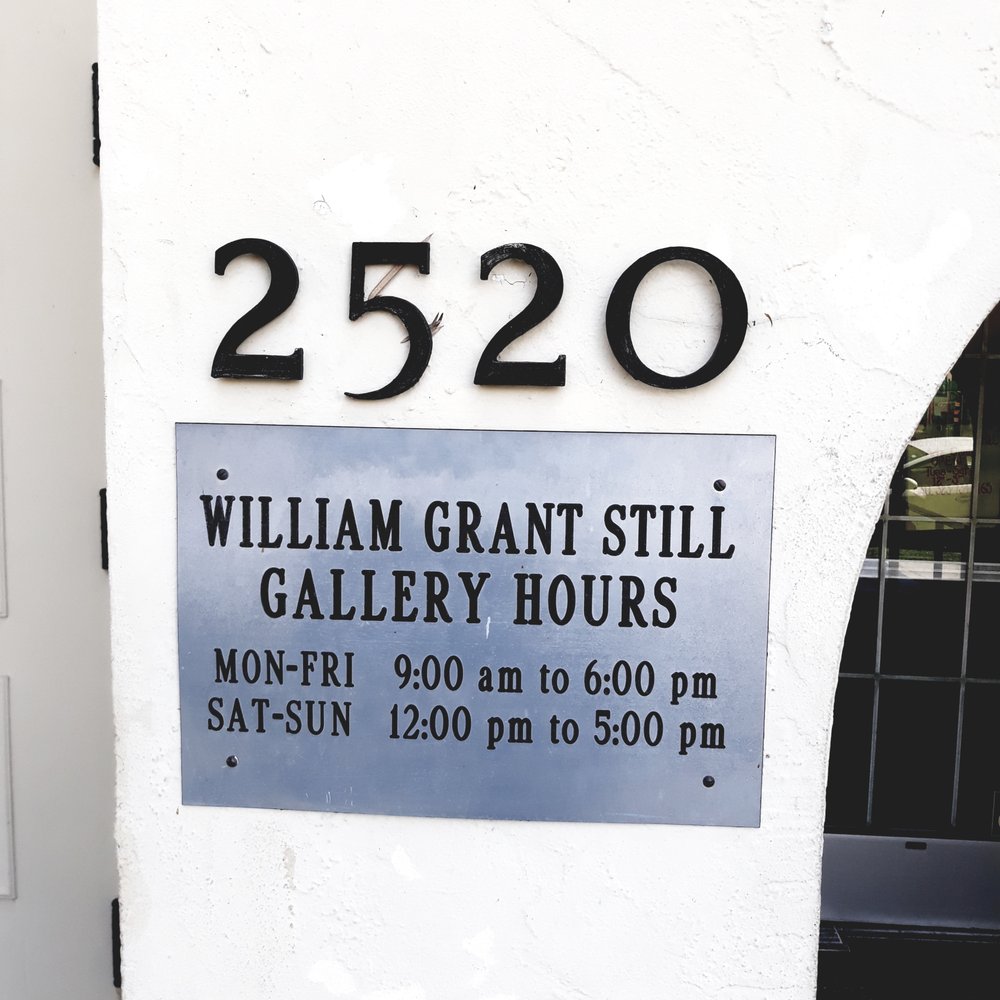 2520
WILLIAM GRANT STILL
GALLERY HOURS
MON-FRI 9:00 am to 6:00 pm
SAT-SUN 12:00 pm to 5:00 pm